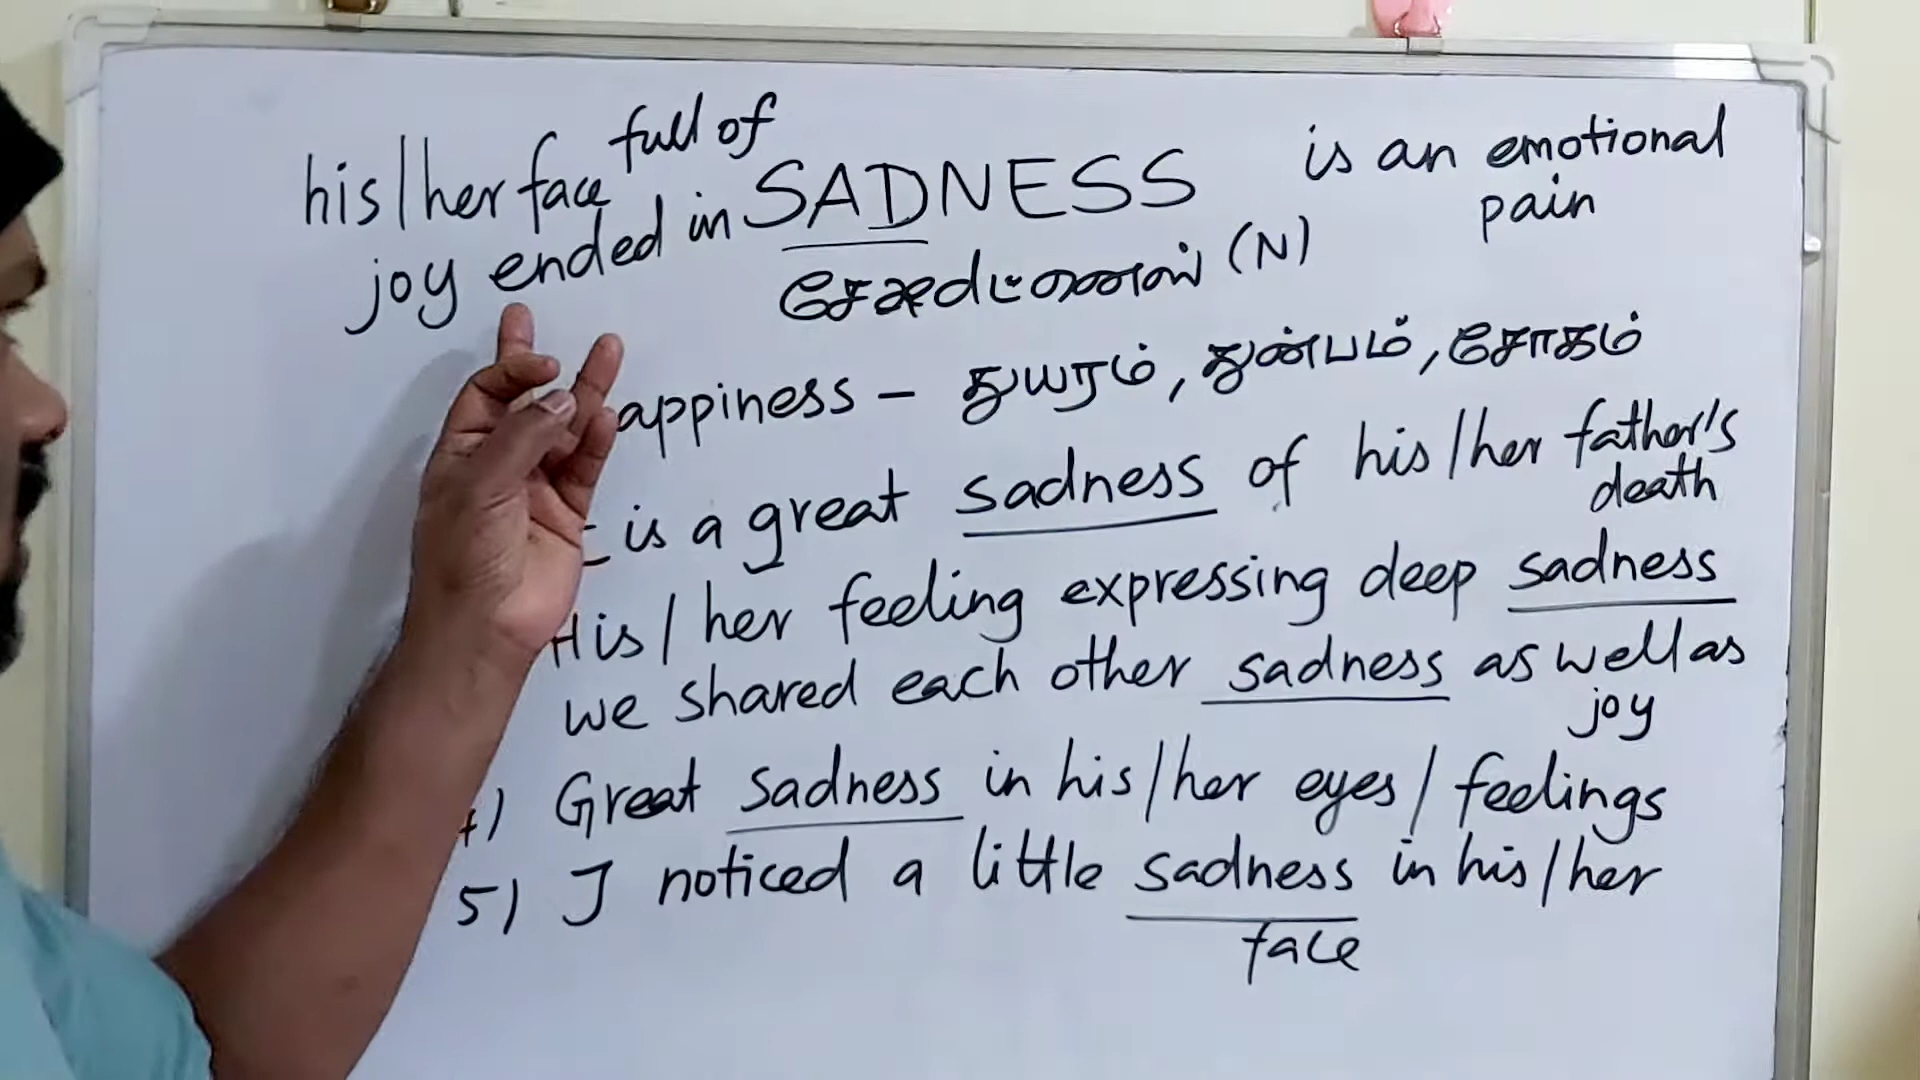 his/her face full of
joy ended in SADNESS is an emotional
pain
(N)
appiness – துயரம், துன்பம், சோகம்
is a great sadness of his/her father's
death
His/her feeling expressing deep sadness
we shared each other sadness as well as
joy
4) Great sadness in his/her eyes/feelings
5) I noticed a little sadness in his/her
face